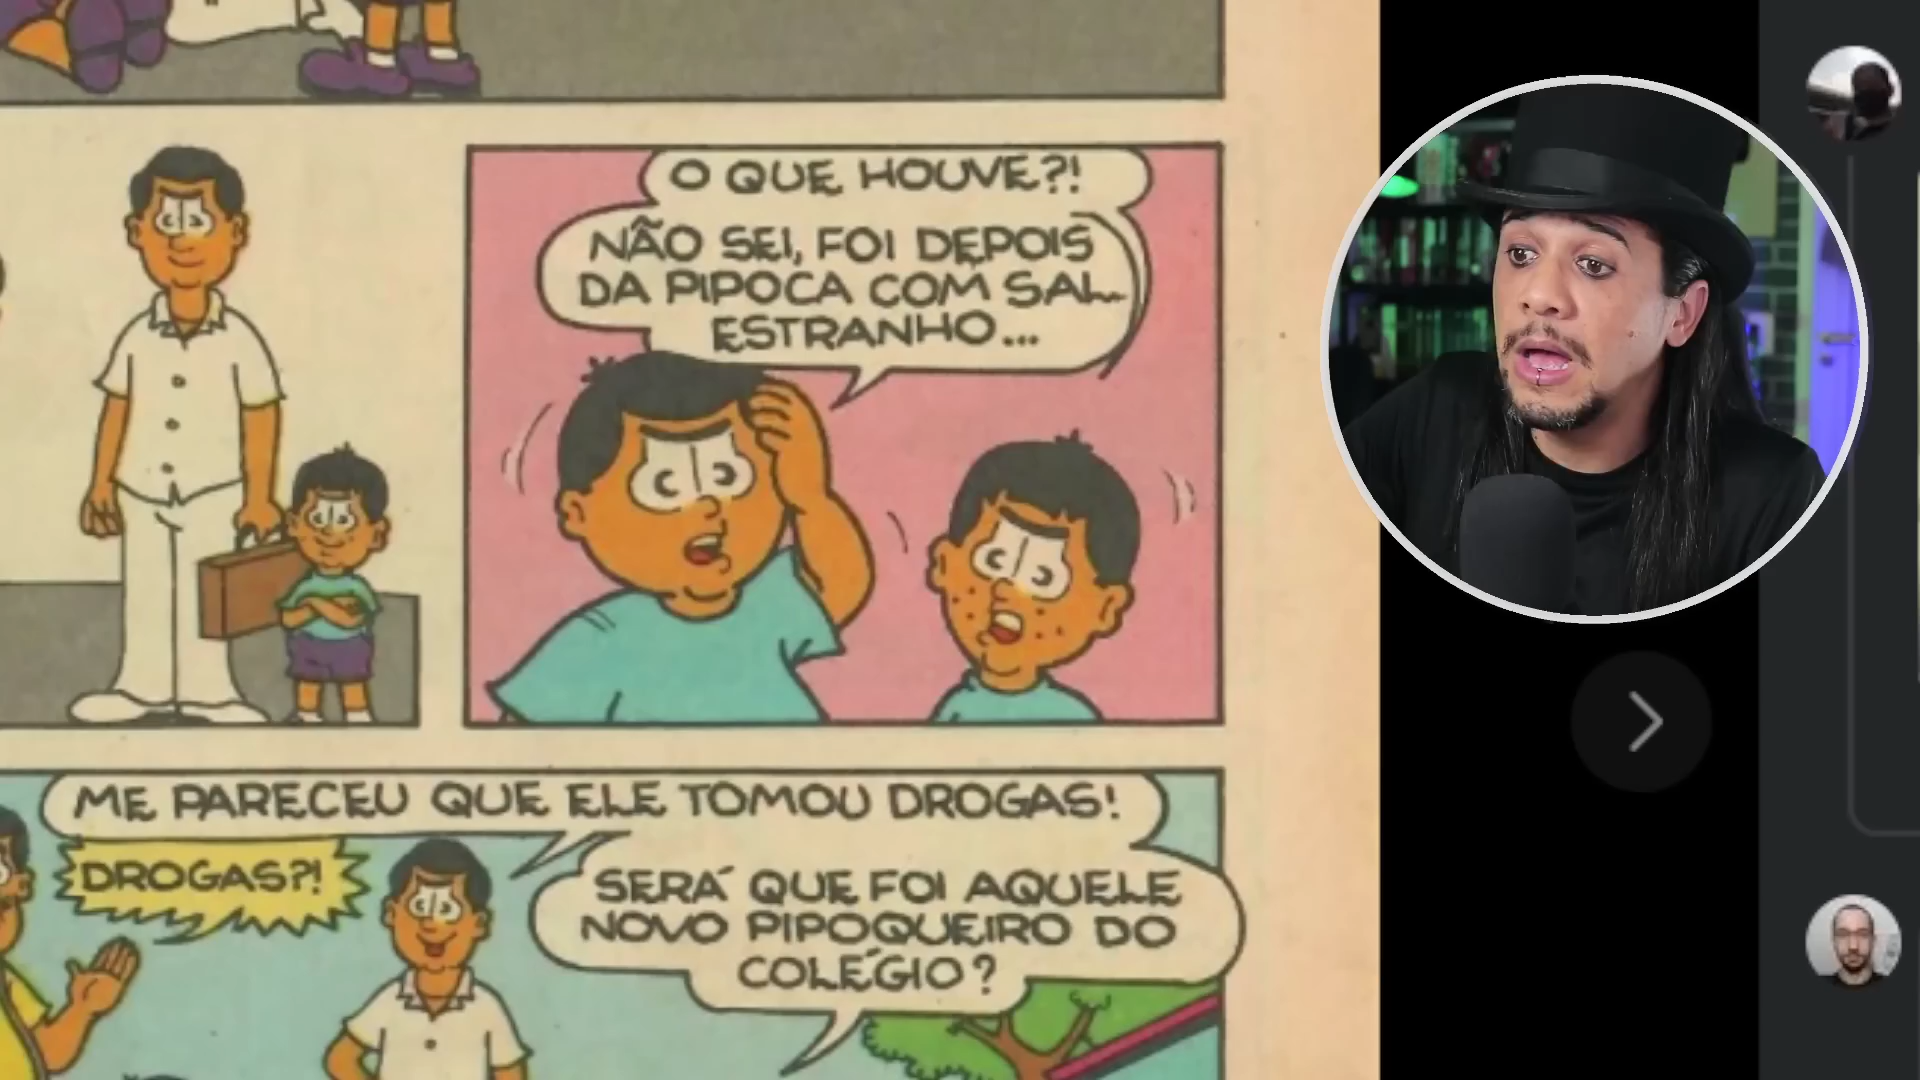 O QUE HOUVE?!
NÃO SEI, FOI DEPOIS
DA PIPOCA COM SAL...
ESTRANHO...
ME PARECEU QUE ELE TOMOU DROGAS!
DROGAS?!
SERÁ QUE FOI AQUELE
NOVO PIPOQUEIRO DO
COLÉGIO?